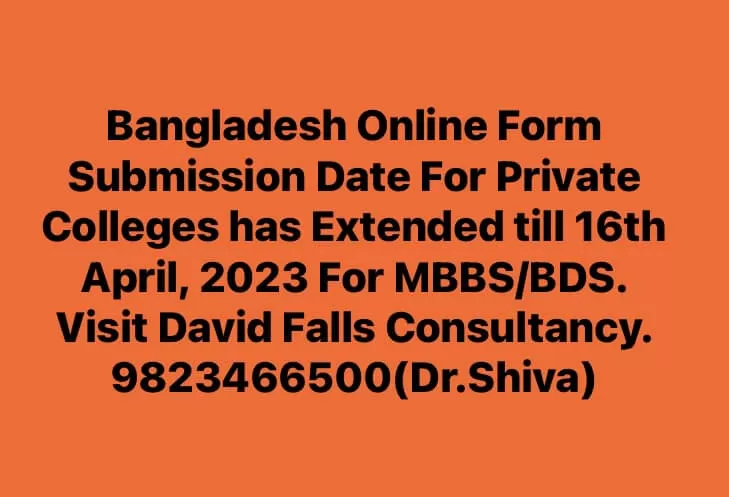 Bangladesh Online Form
Submission Date For Private
Colleges has Extended till 16th
April, 2023 For MBBS/BDS.
Visit David Falls Consultancy.
9823466500(Dr.Shiva)